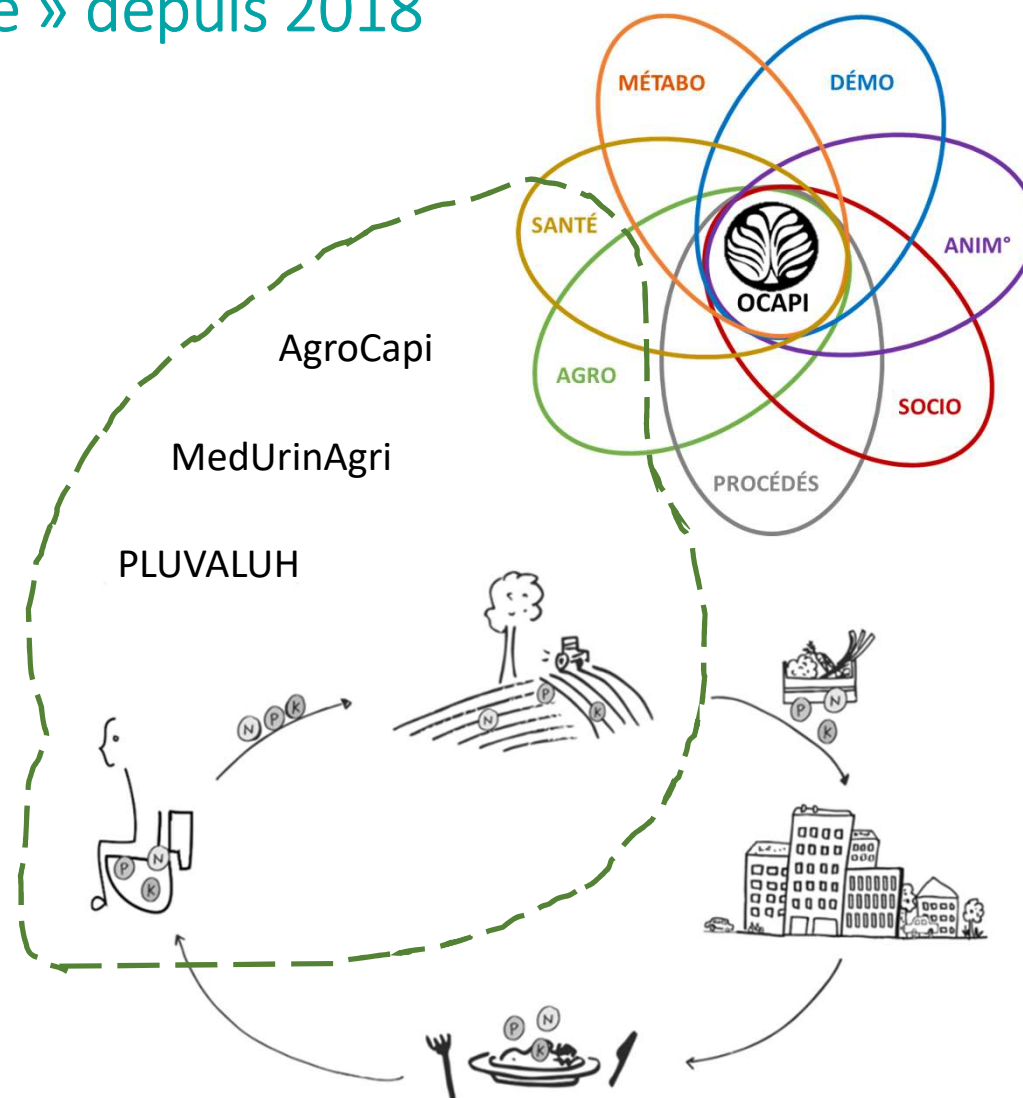 é » depuis 2018
MÉTABO
DÉMO
SANTÉ
ANIM°
OCAPI
AGRO
SOCIO
PROCÉDÉS
AgroCapi
MedUrinAgri
PLUVALUH
N P K
P
N
K
P N
K
P N
K
P N
K